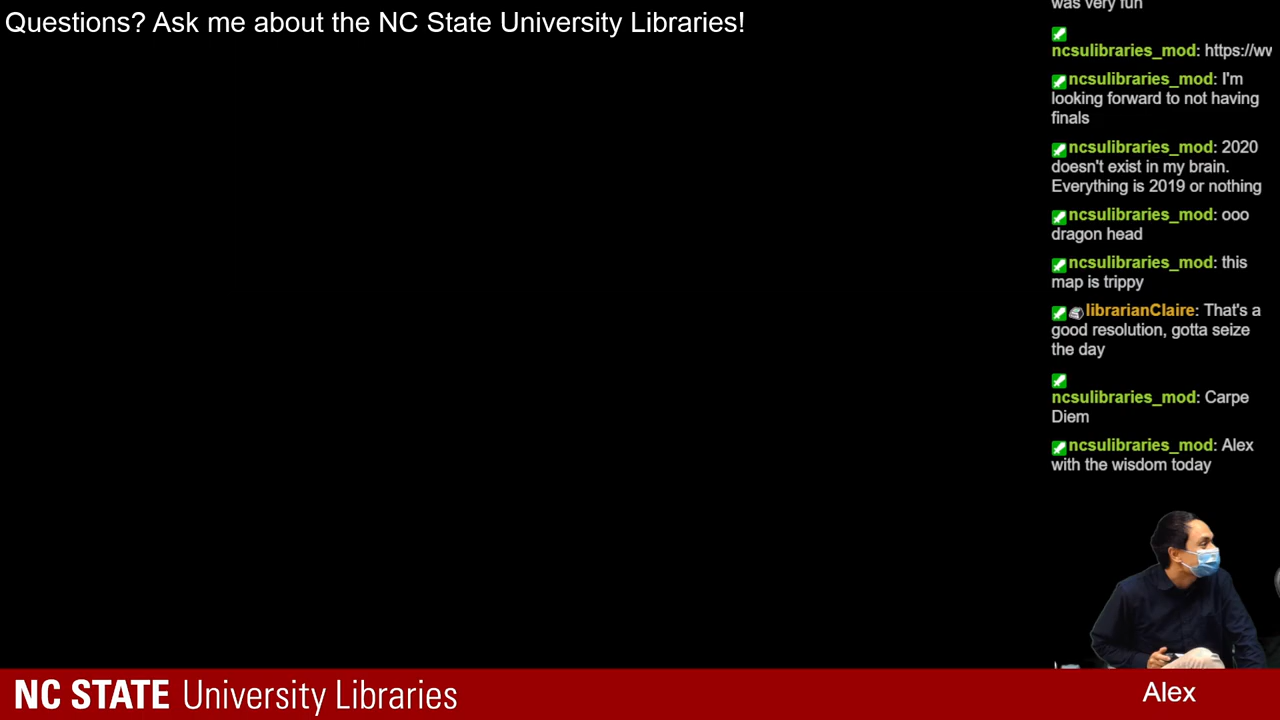 Questions? Ask me about the NC State University Libraries!
was very fun
ncsulibraries_mod: https://ww
ncsulibraries_mod: I'm
looking forward to not having
finals
ncsulibraries_mod: 2020
doesn't exist in my brain.
Everything is 2019 or nothing
ncsulibraries_mod: ooo
dragon head
ncsulibraries_mod: this
map is trippy
librarianClaire: That's a
good resolution, gotta seize
the day
ncsulibraries_mod: Carpe
Diem
ncsulibraries_mod: Alex
with the wisdom today
NC STATE University Libraries
Alex